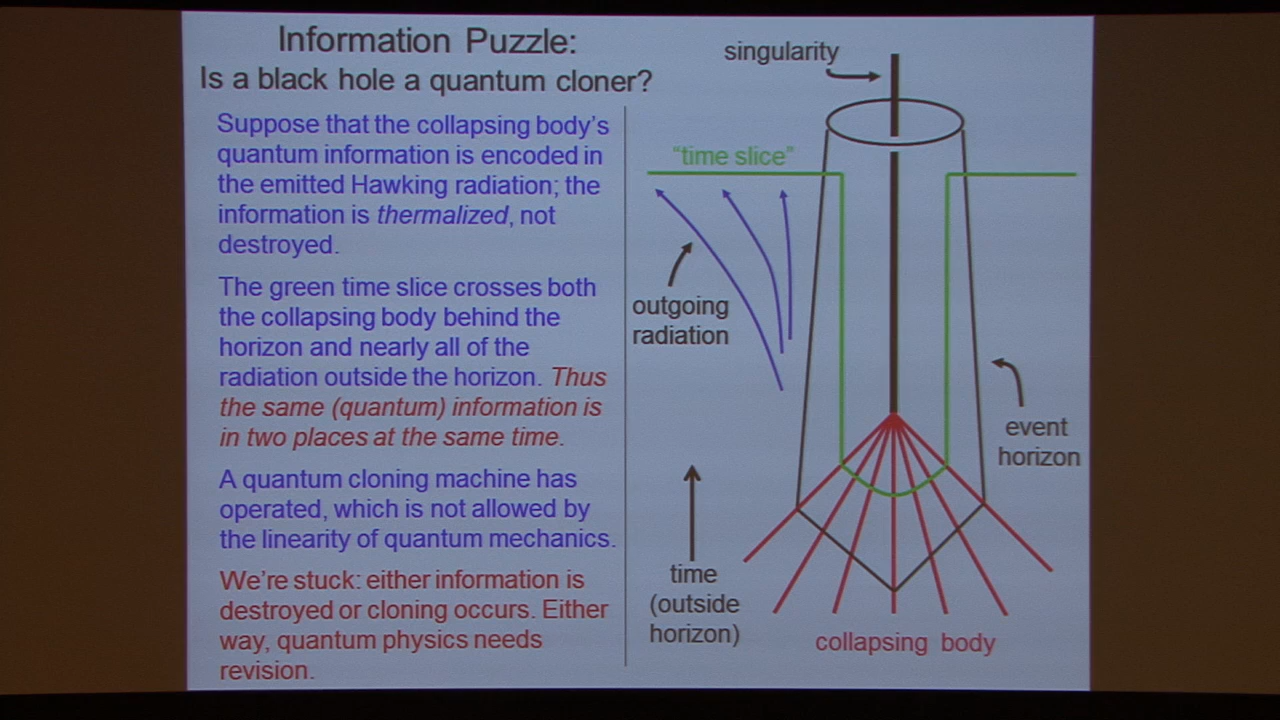 Information Puzzle:
Is a black hole a quantum cloner?
Suppose that the collapsing body’s
quantum information is encoded in
the emitted Hawking radiation; the
information is thermalized, not
destroyed.
The green time slice crosses both
the collapsing body behind the
horizon and nearly all of the
radiation outside the horizon. Thus
the same (quantum) information is
in two places at the same time.
A quantum cloning machine has
operated, which is not allowed by
the linearity of quantum mechanics.
We’re stuck: either information is
destroyed or cloning occurs. Either
way, quantum physics needs
revision.
singularity
“time slice”
outgoing
radiation
event
horizon
time
(outside
horizon)
collapsing body